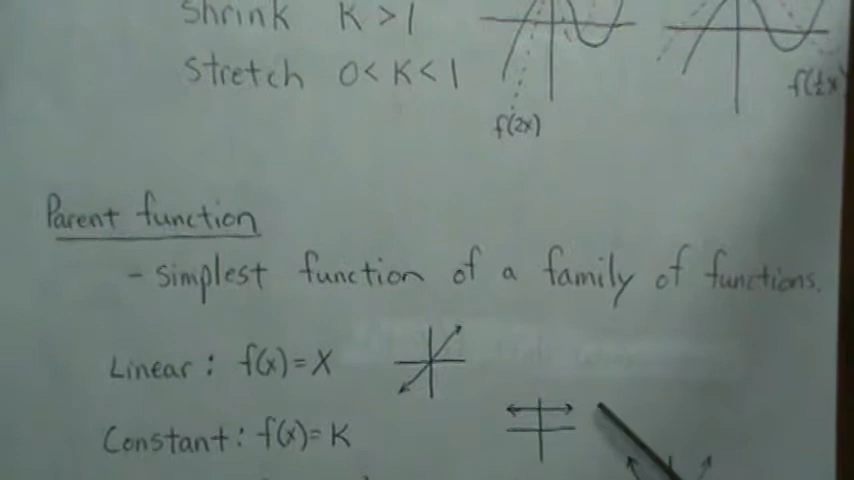 Shrink K > 1
Stretch 0 < K < 1
f(2x)
f(½x)
Parent function
- simplest function of a family of functions.
Linear : f(x) = X
Constant : f(x) = K